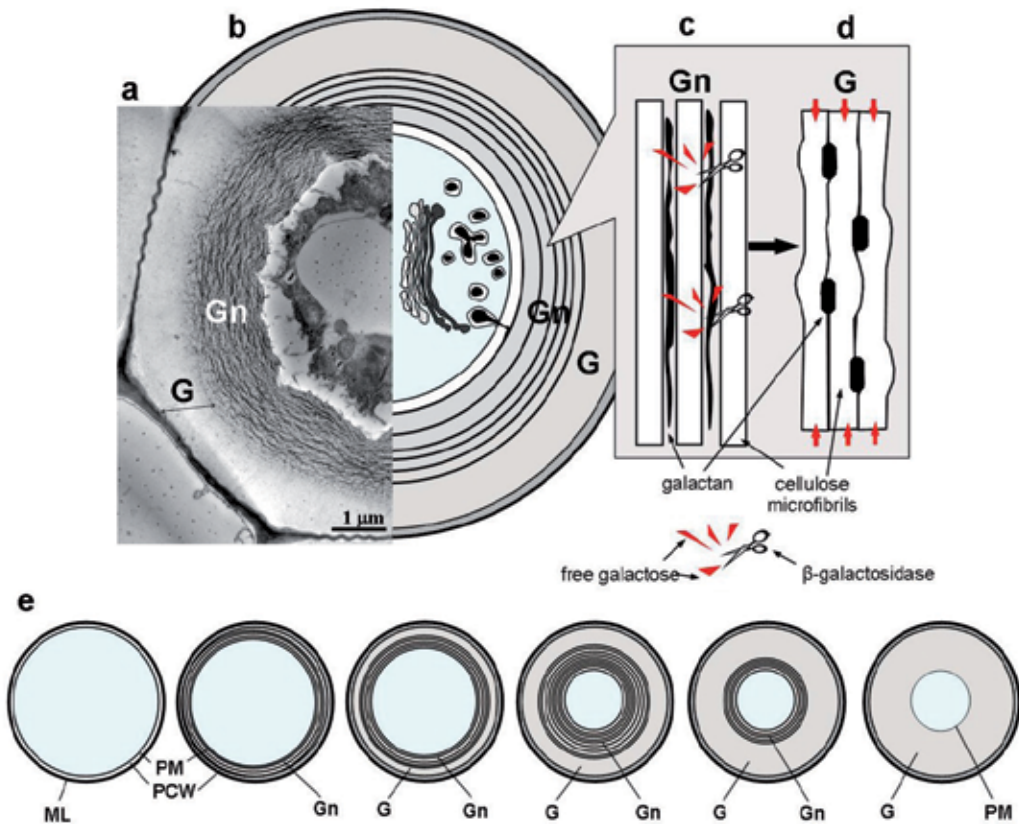 a
b
c
d
Gn
G
Gn
G
1 µm
Gn
G
galactan
cellulose
microfibrils
free galactose
β-galactosidase
e
PM
PCW
ML
Gn
G
Gn
G
Gn
G
Gn
G
PM